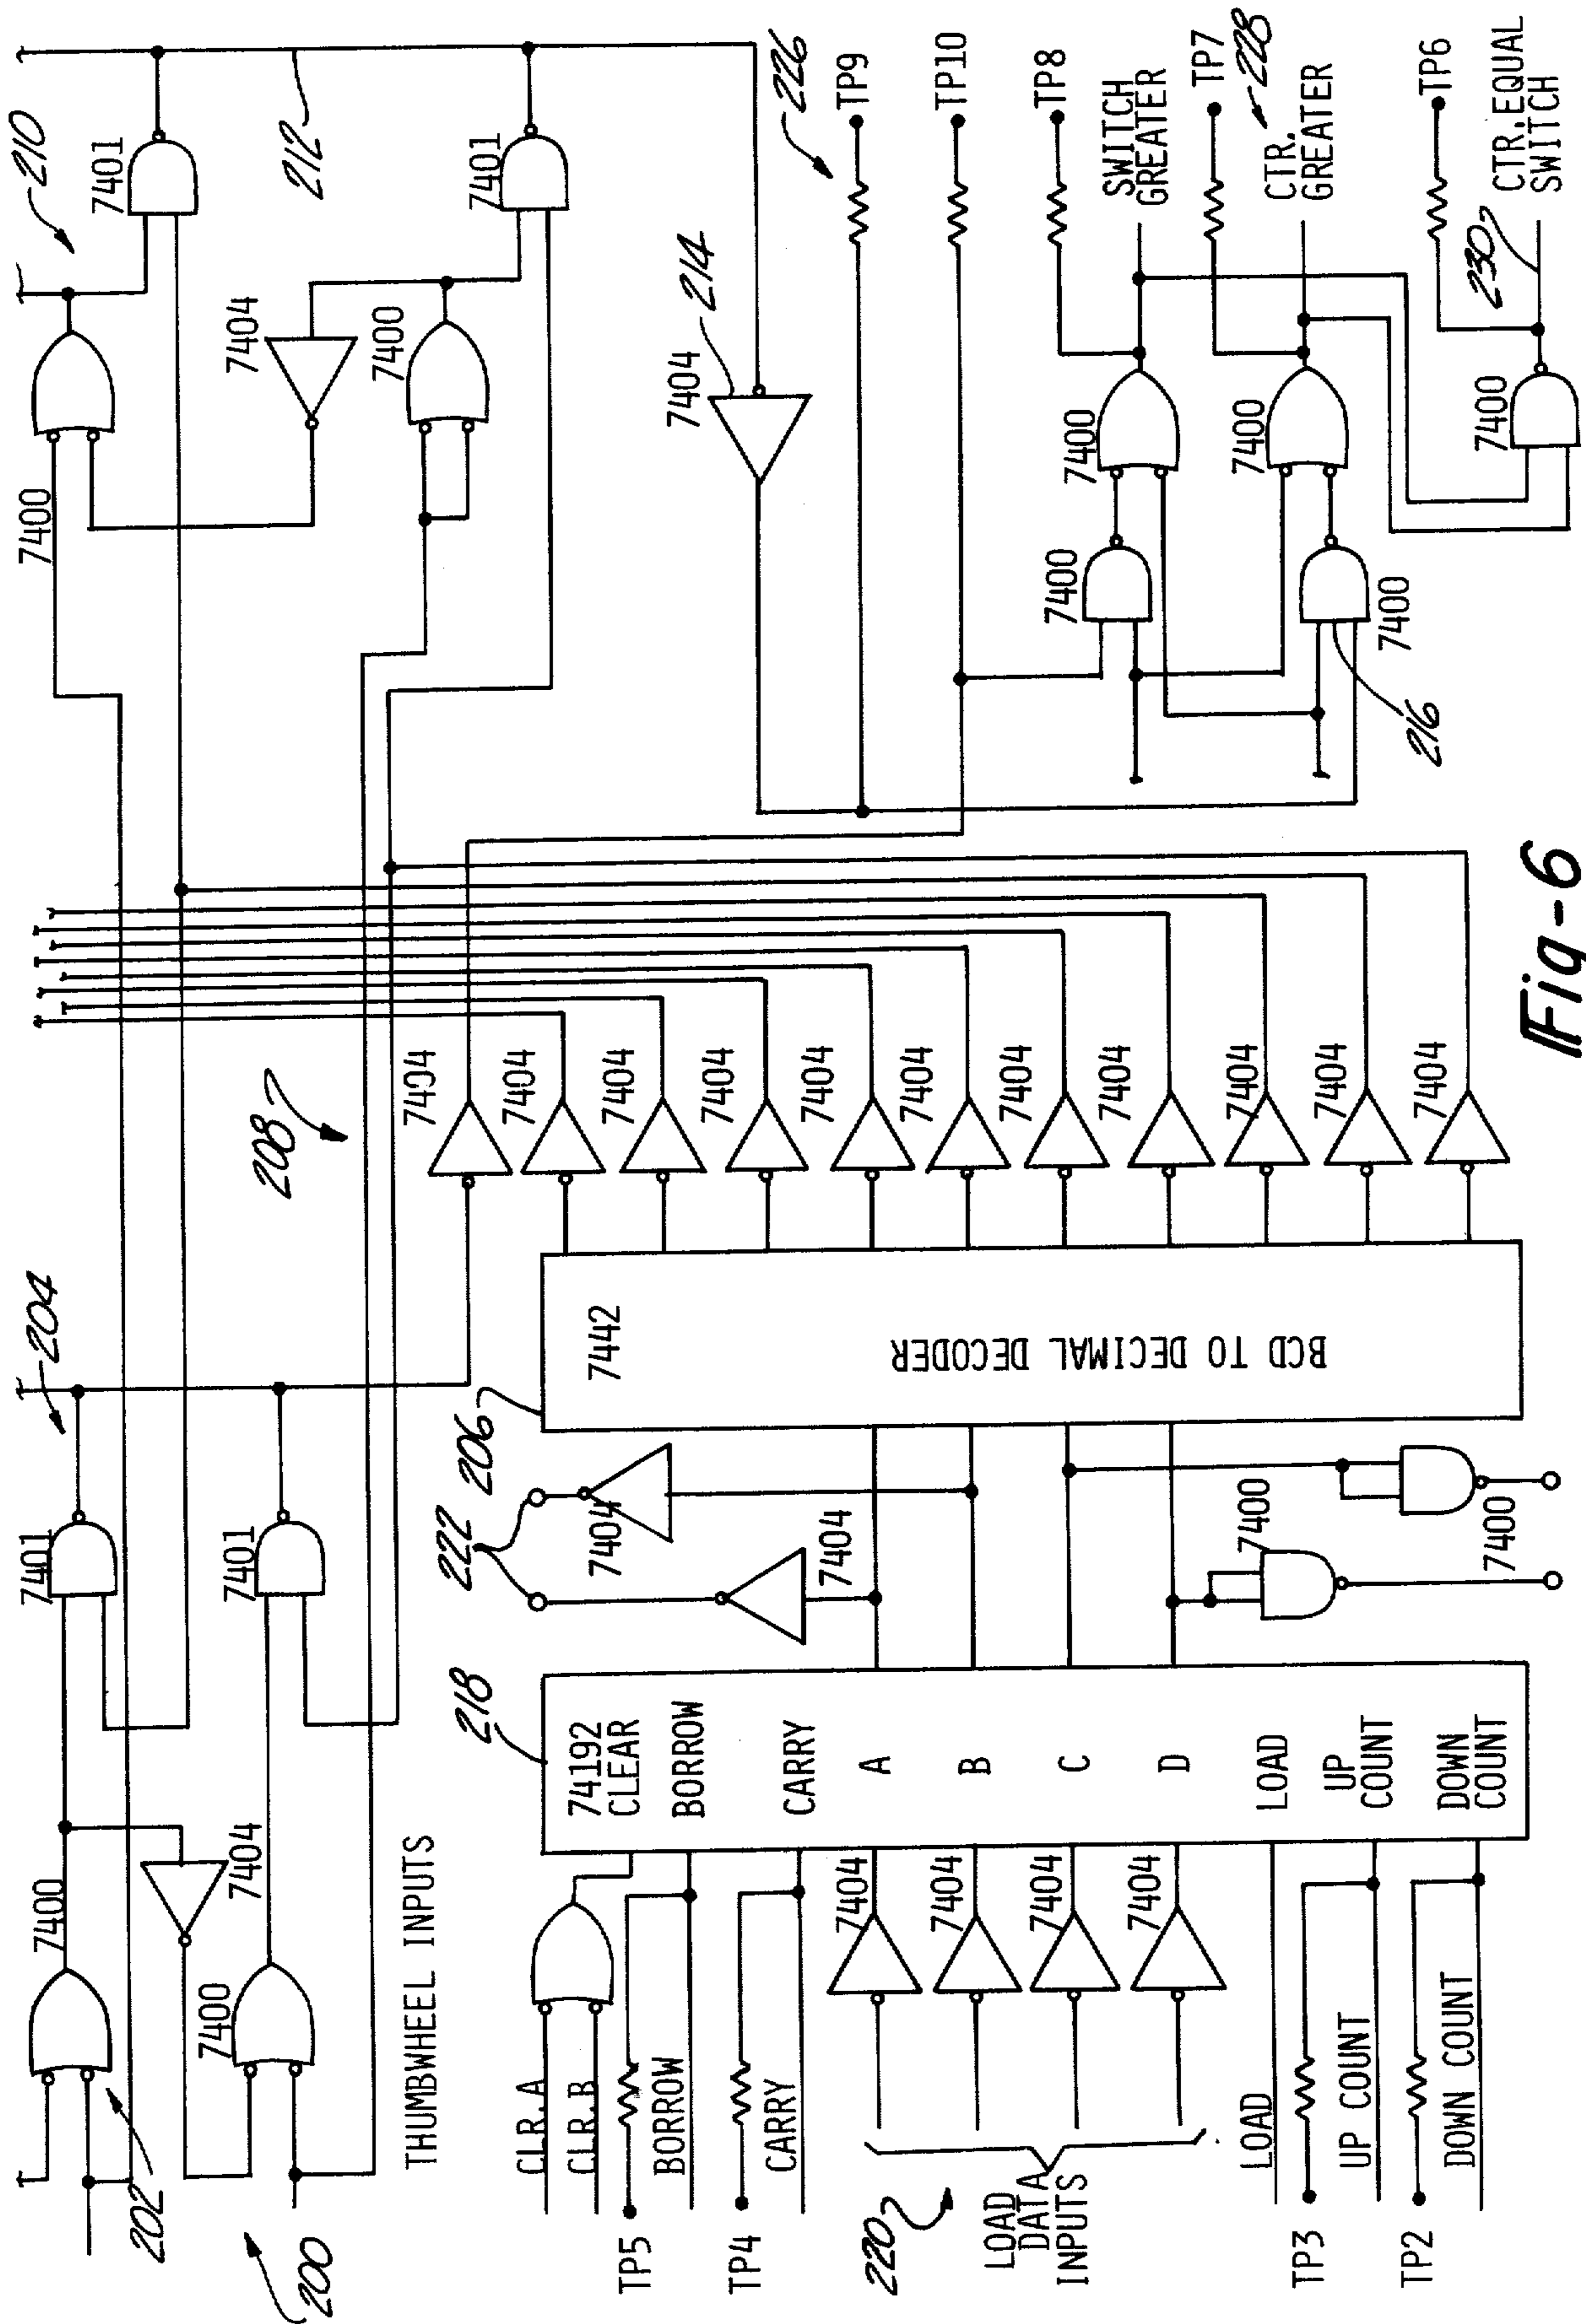 200
202
7400
7400
7404
7401
7401
204
THUMBWHEEL INPUTS
208
7400
7404
7400
7401
7401
210
212
7404
214
CLR.A
CLR.B
TP5
BORROW
TP4
CARRY
220
LOAD
DATA
INPUTS
LOAD
TP3
UP COUNT
TP2
DOWN COUNT
7404
7404
7404
7404
218
74192
CLEAR
BORROW
CARRY
A
B
C
D
LOAD
UP
COUNT
DOWN
COUNT
222
7404
7404
7400
7400
206
7442
BCD TO DECIMAL DECODER
7404
7404
7404
7404
7404
7404
7404
7404
7404
7404
7404
226
TP9
TP10
TP8
7400
7400
SWITCH
GREATER
TP7
228
7400
7400
CTR.
GREATER
216
TP6
7400
230
CTR.EQUAL
SWITCH
Fig-6